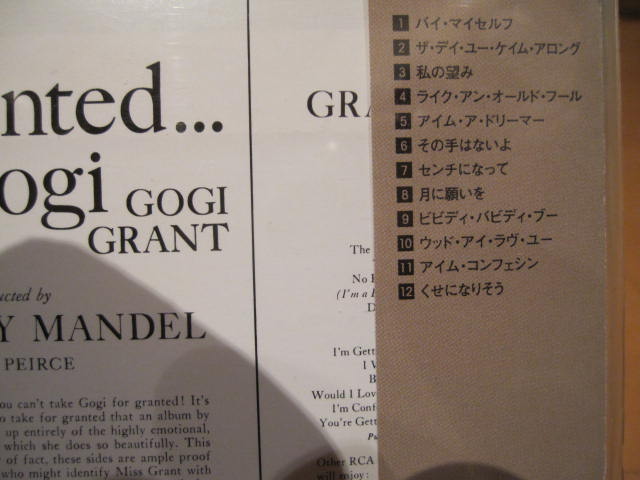 nted...
ogi GOGI
GRANT
ucted by
Y MANDEL
PEIRCE
ou can't take Gogi for granted! It's
o take for granted that an album by
up entirely of the highly emotional,
which she does so beautifully. This
r of fact, these sides are ample proof
who might identify Miss Grant with
GRA
The
No
(I'm a
D
I'm Gett
I
B
Would I Lov
I'm Conf
You're Gett
Other RCA
will enjoy:
1 バイ・マイセルフ
2 ザ・デイ・ユー・ケイム・アロング
3 私の望み
4 ライク・アン・オールド・フール
5 アイム・ア・ドリーマー
6 その手はないよ
7 センチになって
8 月に願いを
9 ビビディ・バビディ・ブー
10 ウッド・アイ・ラヴ・ユー
11 アイム・コンフェシン
12 くせになりそう